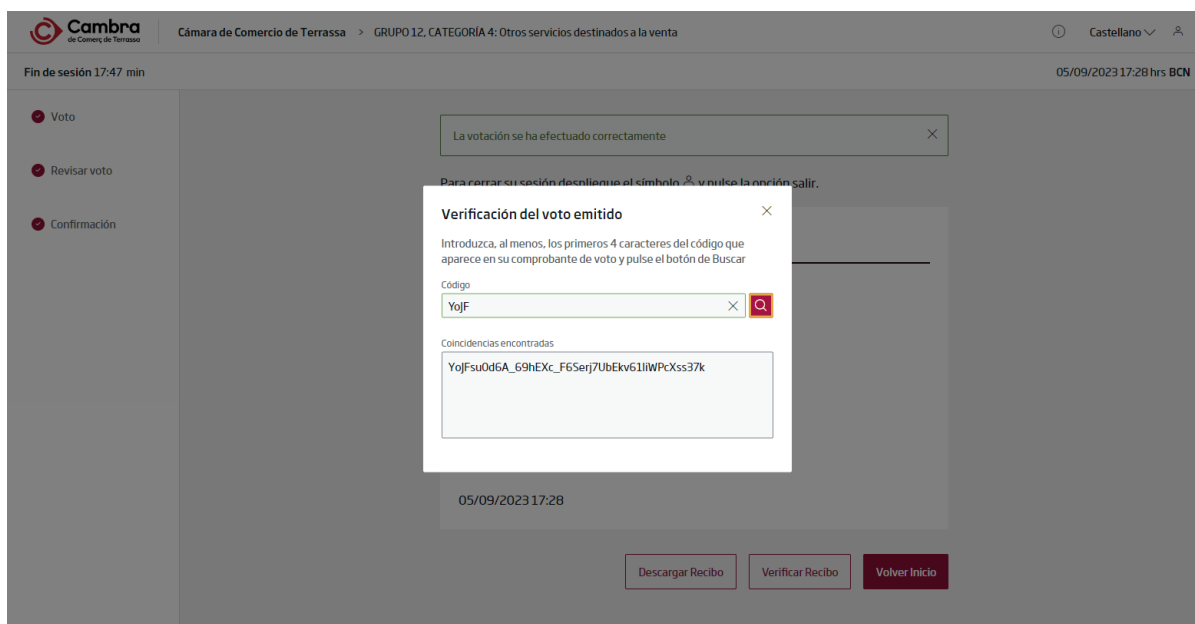 Cambra
de Comerç de Terrassa
Cámara de Comercio de Terrassa > GRUPO 12, CATEGORÍA 4: Otros servicios destinados a la venta
Castellano
Fin de sesión 17:47 min
05/09/2023 17:28 hrs BCN
Voto
Revisar voto
Confirmación
La votación se ha efectuado correctamente
Para cerrar su sesión despliegue el símbolo y pulse la opción salir.
Verificación del voto emitido
Introduzca, al menos, los primeros 4 caracteres del código que
aparece en su comprobante de voto y pulse el botón de Buscar
Código
YoJF
Coincidencias encontradas
YoJFsu0d6A_69hEXc_F6Serj7UbEkv61liWPcXss37k
05/09/2023 17:28
Descargar Recibo
Verificar Recibo
Volver Inicio